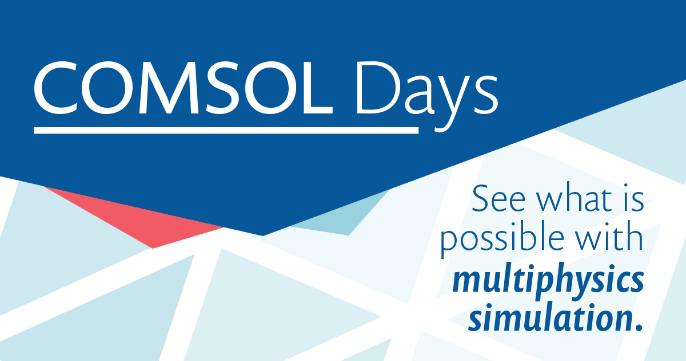 COMSOL Days
See what is
possible with
multiphysics
simulation.